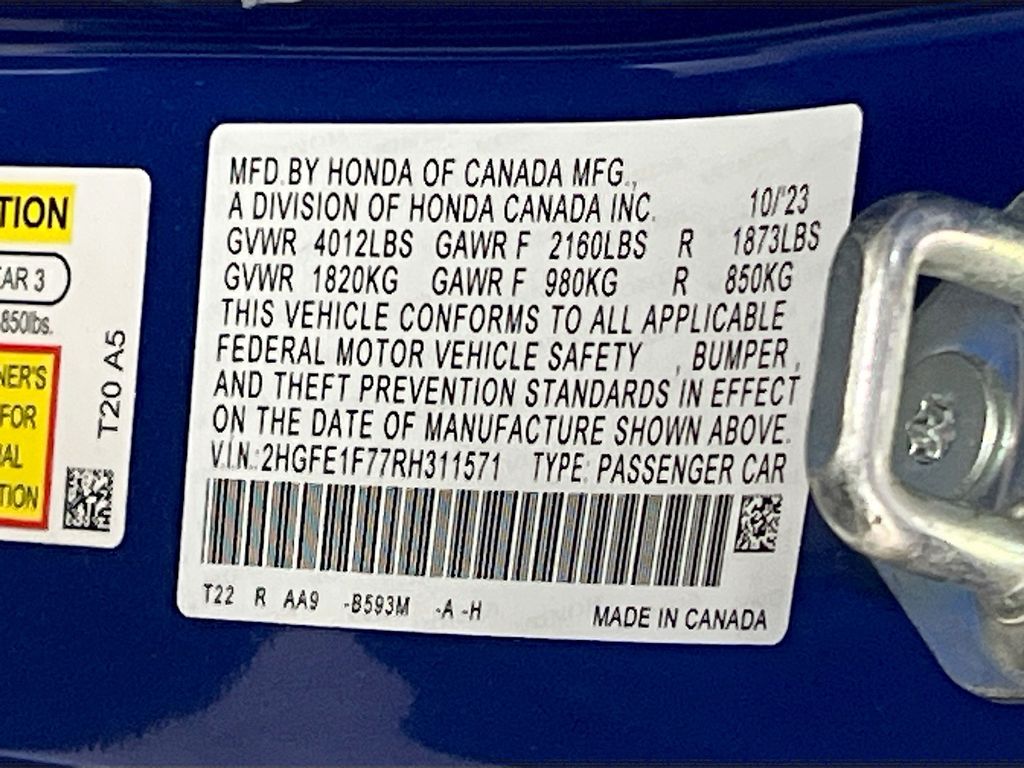 TION
EAR 3
850lbs.
NER'S
FOR
TION
T20 A5
MFD. BY HONDA OF CANADA MFG.,
A DIVISION OF HONDA CANADA INC. 10/'23
GVWR 4012LBS GAWR F 2160LBS R 1873LBS
GVWR 1820KG GAWR F 980KG R 850KG
THIS VEHICLE CONFORMS TO ALL APPLICABLE
FEDERAL MOTOR VEHICLE SAFETY , BUMPER,
AND THEFT PREVENTION STANDARDS IN EFFECT
ON THE DATE OF MANUFACTURE SHOWN ABOVE.
V.I.N.:2HGFE1F77RH311571 TYPE: PASSENGER CAR
T22 R AA9 -B593M -A -H
MADE IN CANADA